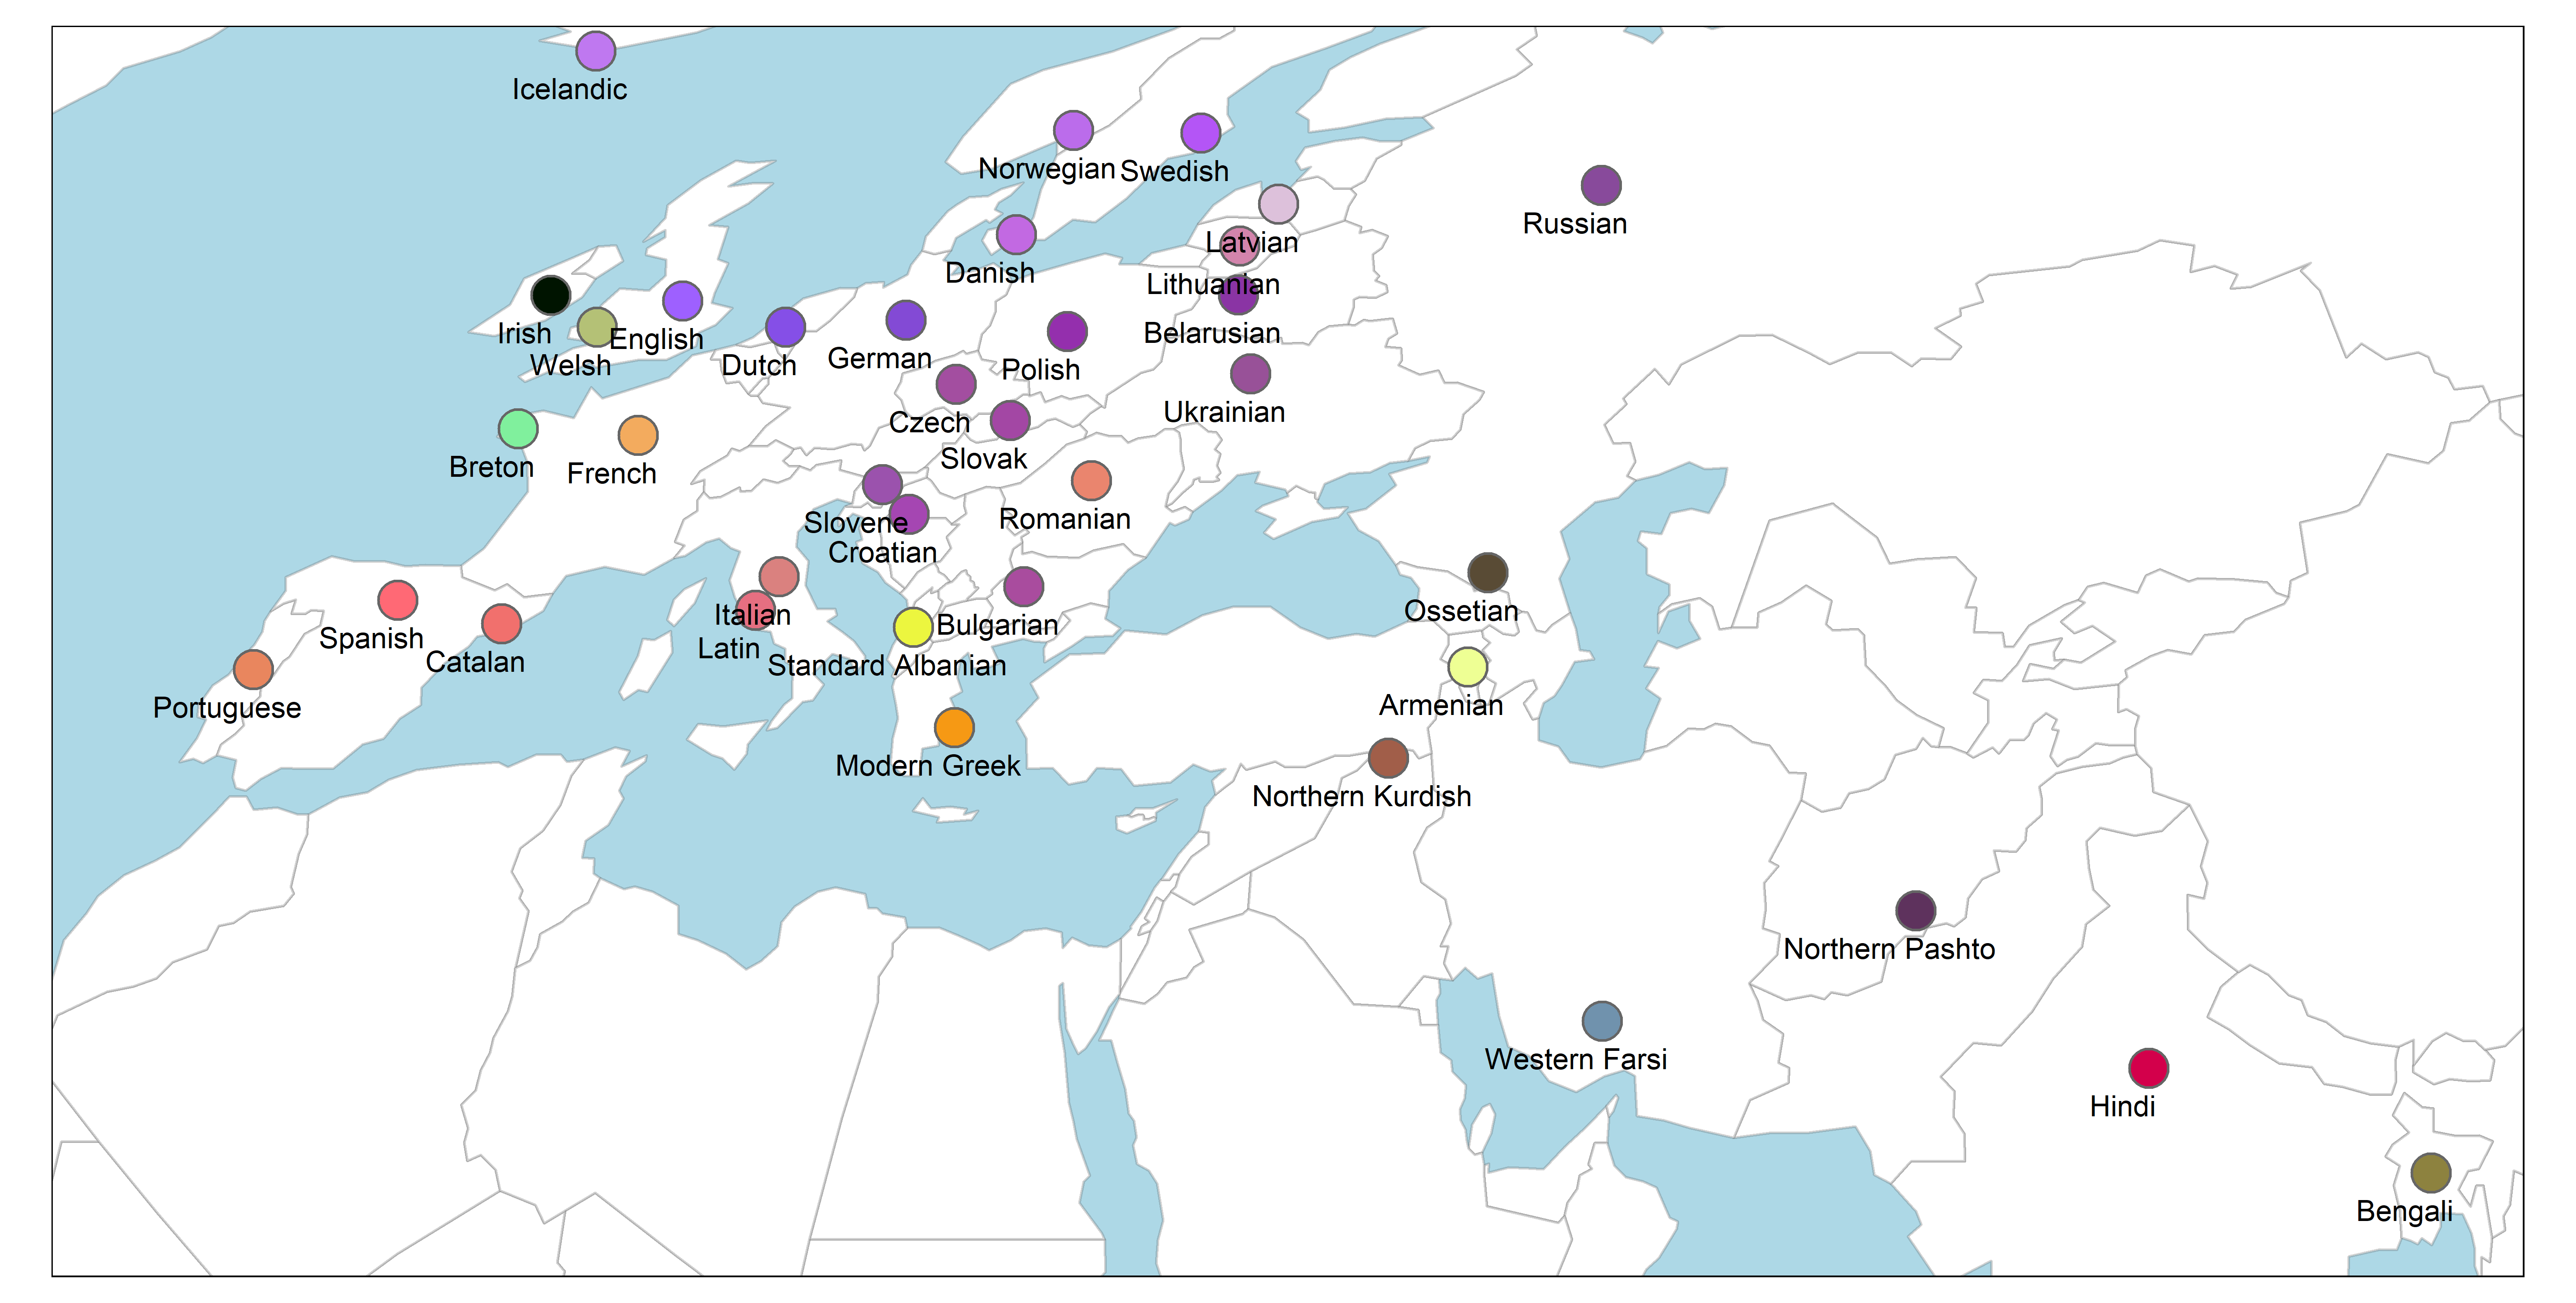 Icelandic
Norwegian
Swedish
Russian
Latvian
Danish
Lithuanian
Irish
English
Belarusian
Welsh
Dutch
German
Polish
Ukrainian
Czech
Slovak
Breton
French
Slovene
Romanian
Croatian
Italian
Ossetian
Bulgarian
Spanish
Latin
Catalan
Standard Albanian
Portuguese
Armenian
Modern Greek
Northern Kurdish
Northern Pashto
Western Farsi
Hindi
Bengali